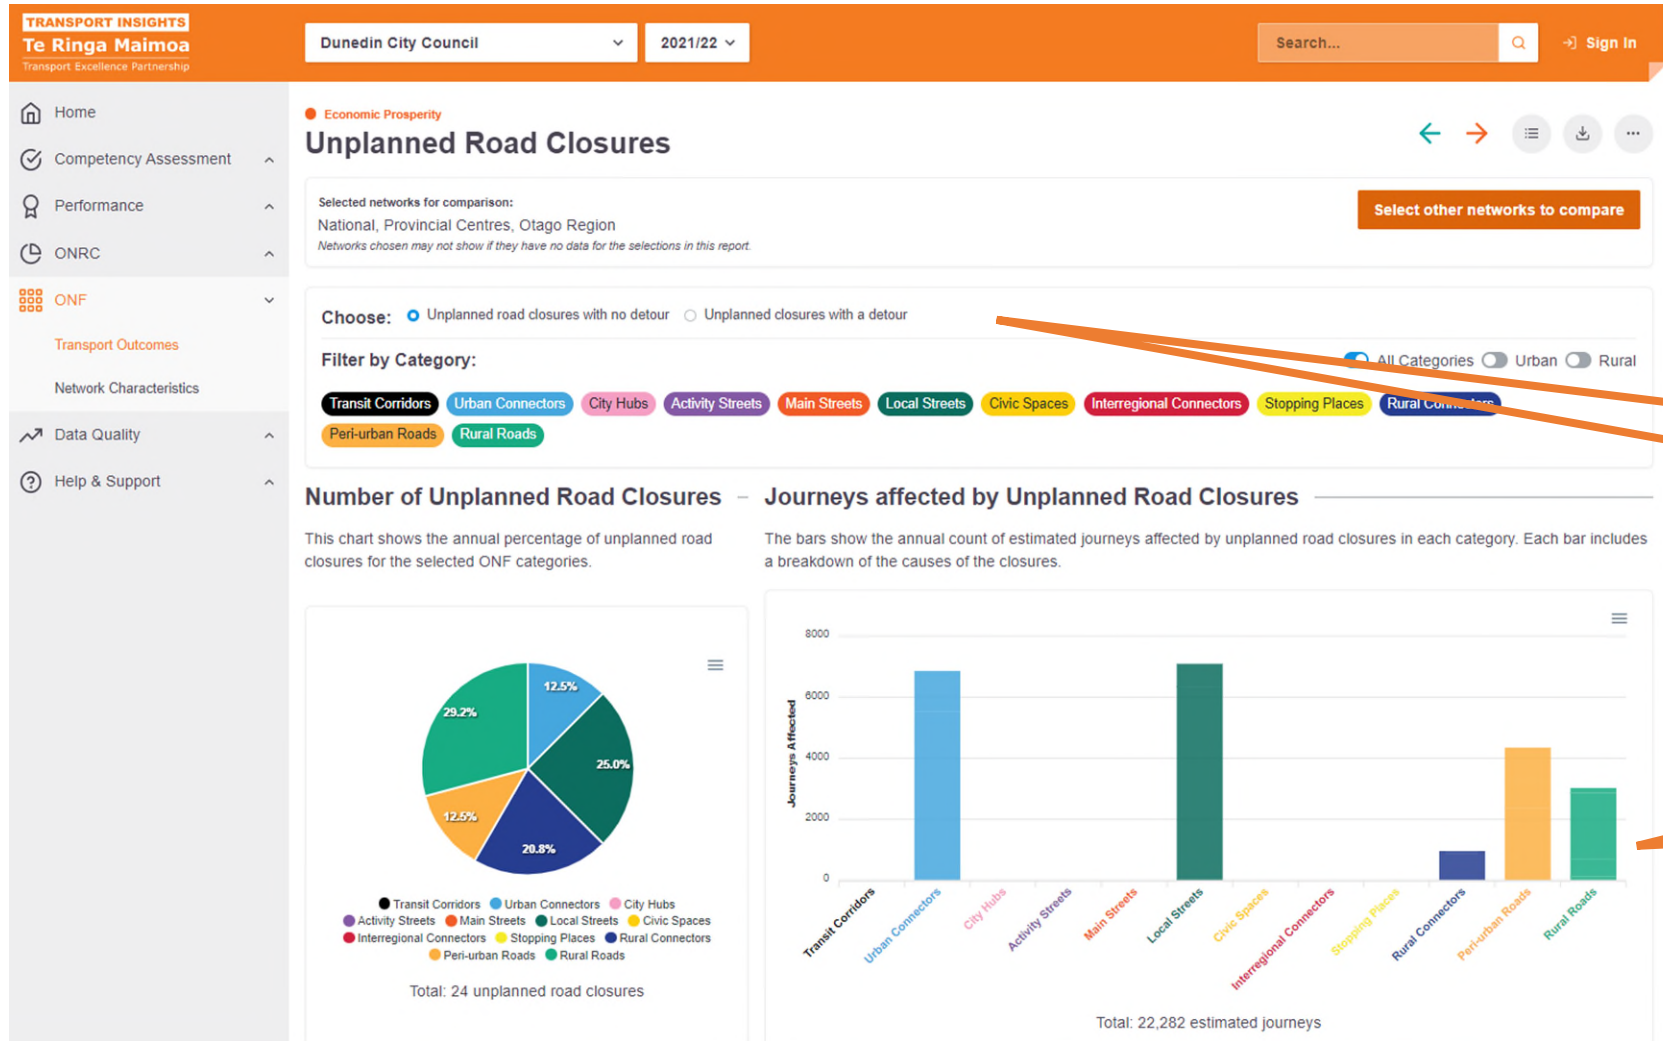 TRANSPORT INSIGHTS
Te Ringa Maimoa
Transport Excellence Partnership
Dunedin City Council
2021/22
Search...
Sign In
Home
Competency Assessment
Performance
ONRC
ONF
Transport Outcomes
Network Characteristics
Data Quality
Help & Support
Economic Prosperity
Unplanned Road Closures
Selected networks for comparison:
National, Provincial Centres, Otago Region
Networks chosen may not show if they have no data for the selections in this report.
Select other networks to compare
Choose: Unplanned road closures with no detour Unplanned closures with a detour
Filter by Category:
All Categories Urban Rural
Transit Corridors Urban Connectors City Hubs Activity Streets Main Streets Local Streets Civic Spaces Interregional Connectors Stopping Places Rural Connectors
Peri-urban Roads Rural Roads
Number of Unplanned Road Closures
This chart shows the annual percentage of unplanned road
closures for the selected ONF categories.
12.5%
29.2%
25.0%
12.5%
20.8%
Transit Corridors Urban Connectors City Hubs
Activity Streets Main Streets Local Streets Civic Spaces
Interregional Connectors Stopping Places Rural Connectors
Peri-urban Roads Rural Roads
Total: 24 unplanned road closures
Journeys affected by Unplanned Road Closures
The bars show the annual count of estimated journeys affected by unplanned road closures in each category. Each bar includes
a breakdown of the causes of the closures.
Journeys Affected
8000
6000
4000
2000
0
Transit Corridors
Urban Connectors
City Hubs
Activity Streets
Main Streets
Local Streets
Civic Spaces
Interregional Connectors
Stopping Places
Rural Connectors
Peri-urban Roads
Rural Roads
Total: 22,282 estimated journeys